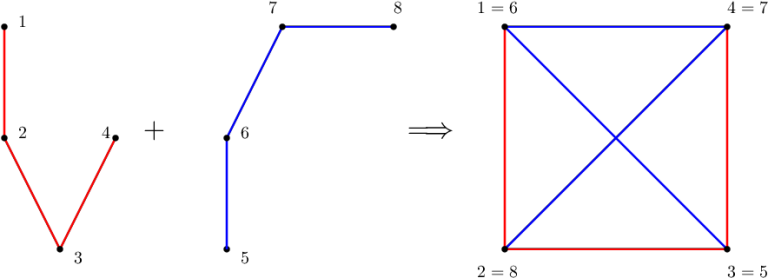 1
2
3
4
+
5
6
7
8
⟹
1 = 6
4 = 7
2 = 8
3 = 5